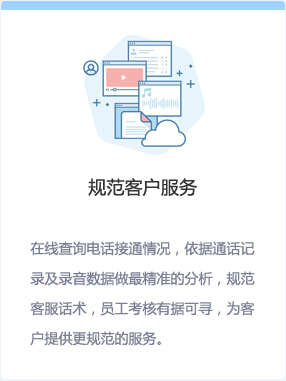 规范客户服务
在线查询电话接通情况，依据通话记
录及录音数据做最精准的分析，规范
客服话术，员工考核有据可寻，为客
户提供更规范的服务。